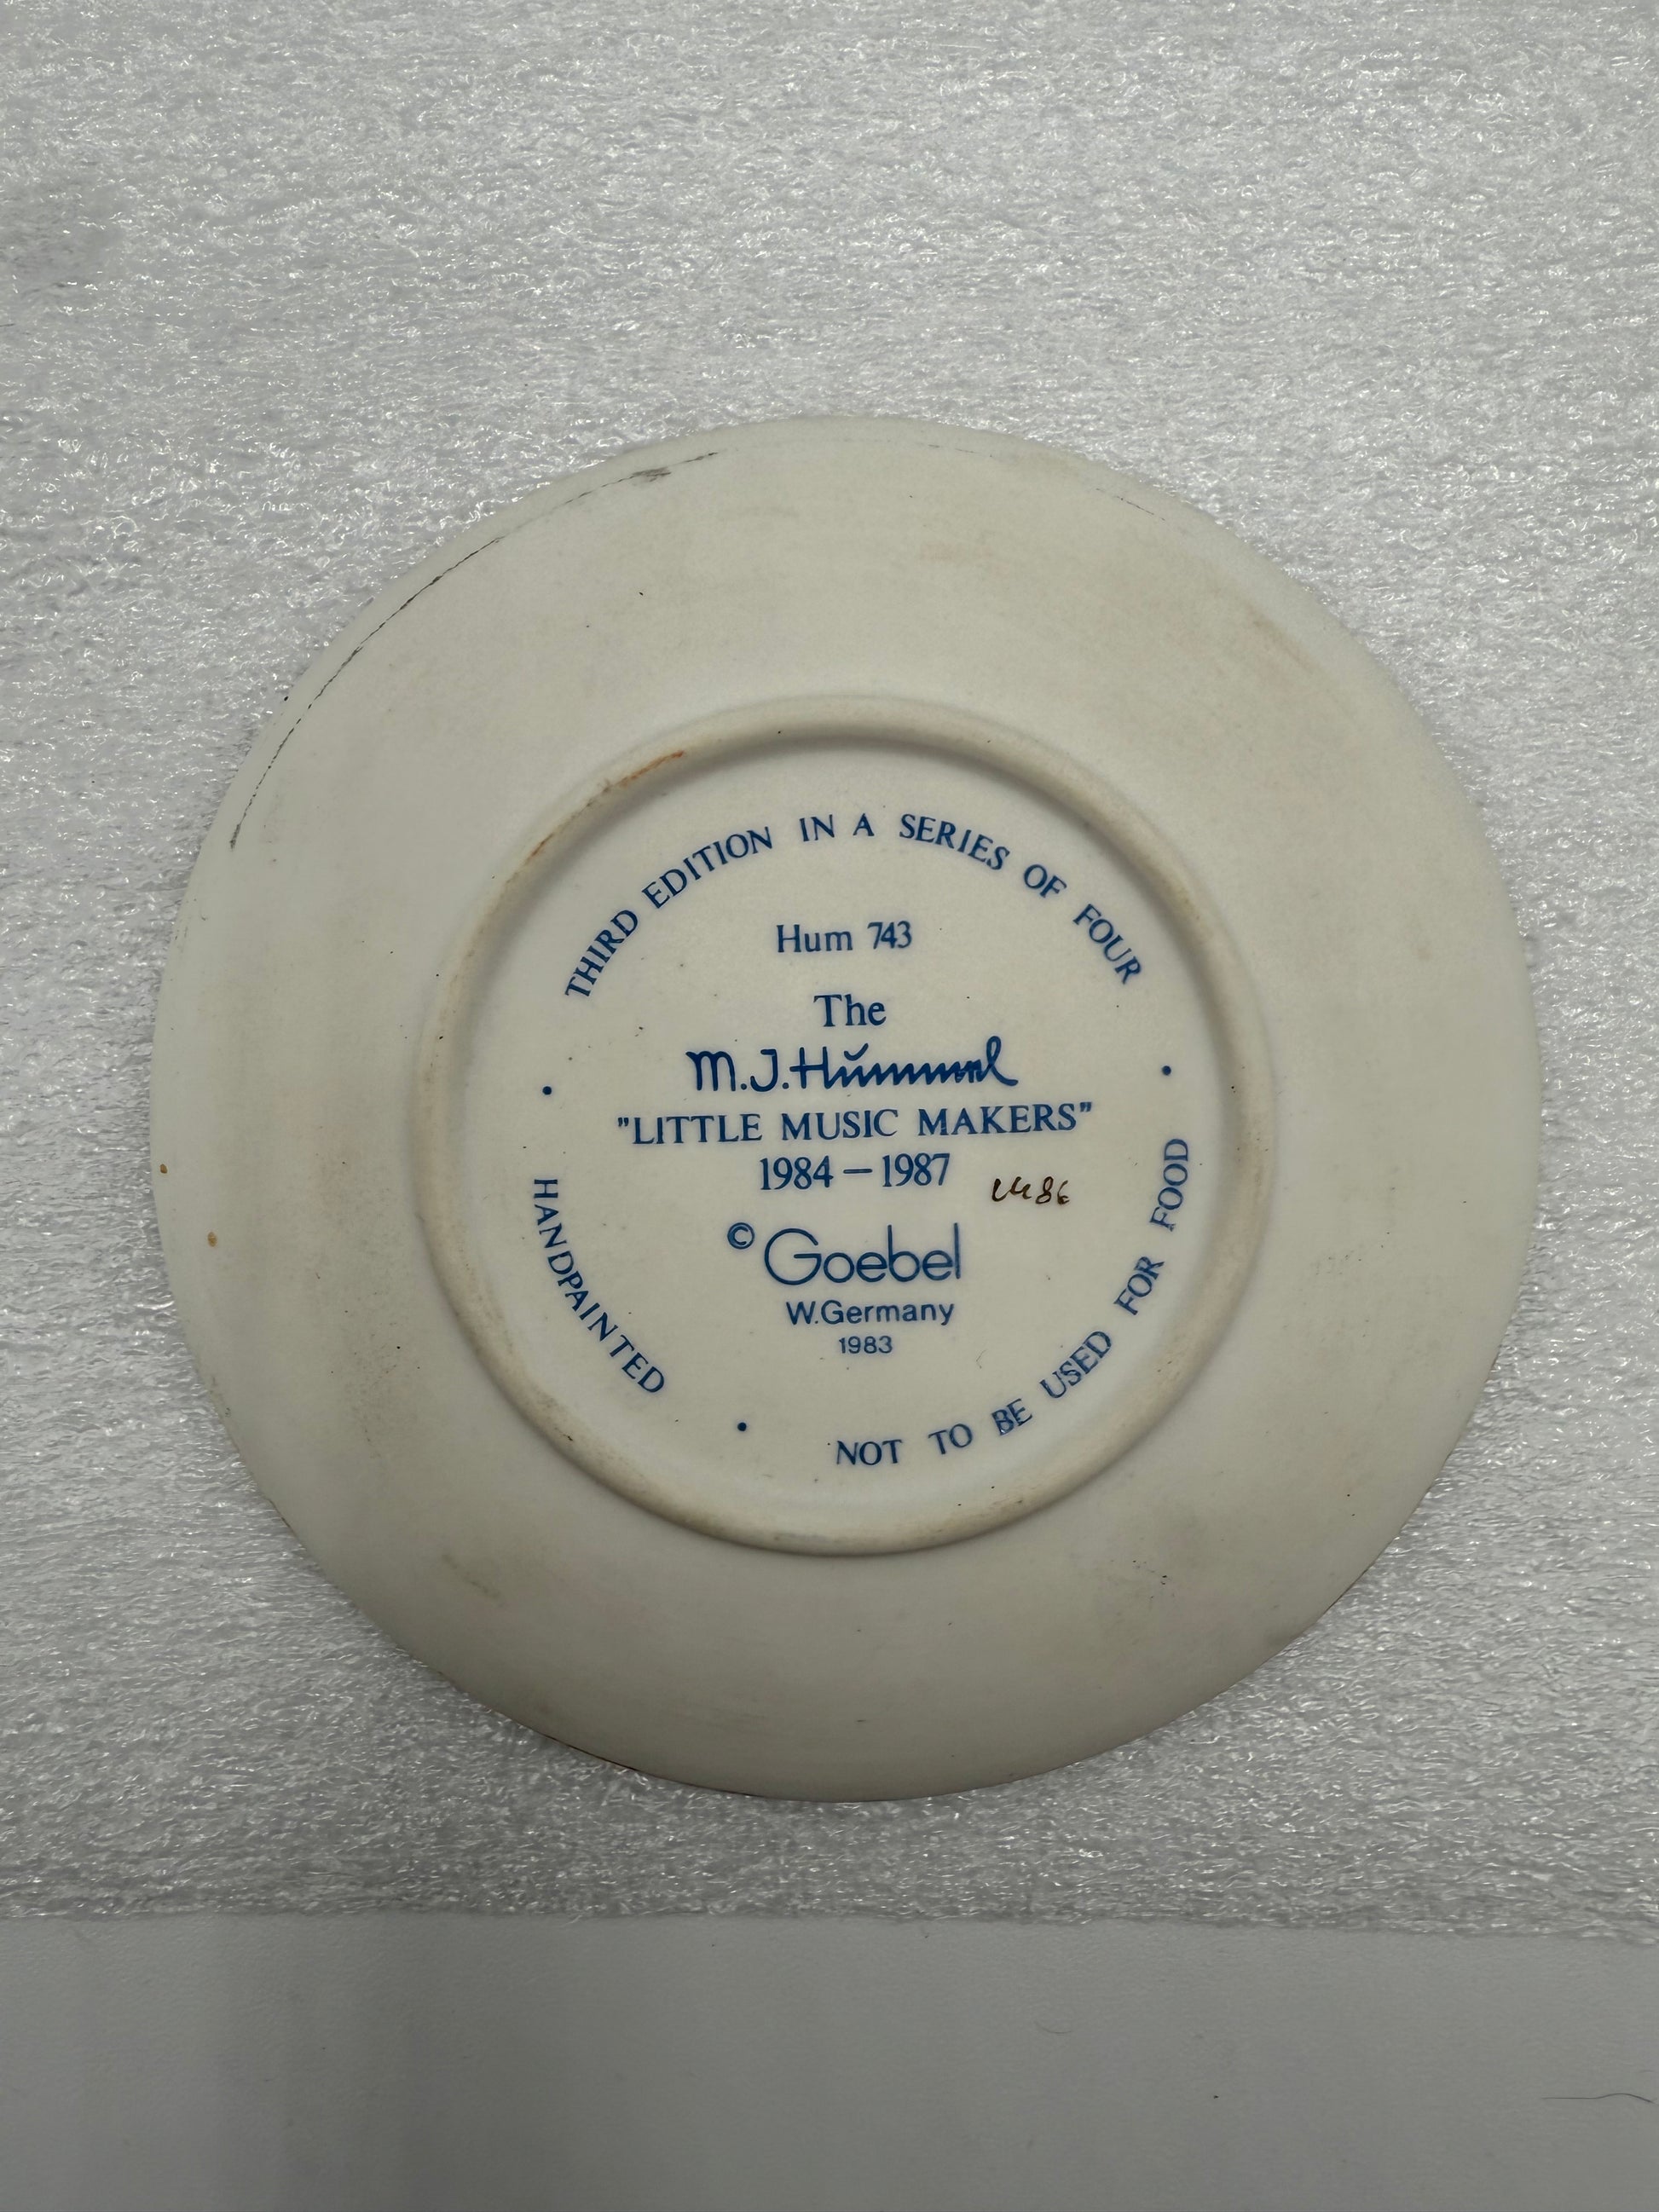 THIRD EDITION IN A SERIES OF FOUR
Hum 743
The
M.J.Hummel
"LITTLE MUSIC MAKERS"
1984 – 1987
© Goebel
W.Germany
1983
HANDPAINTED
•
NOT TO BE USED FOR FOOD
•
•